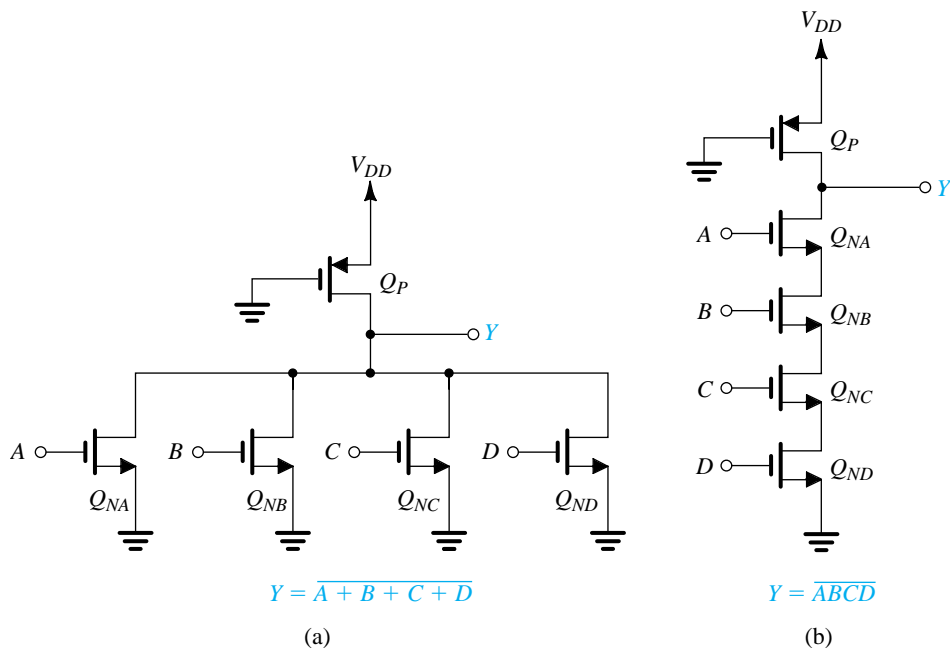 V_DD
Q_P
Y
A
B
C
D
Q_NA
Q_NB
Q_NC
Q_ND
Y = \overline{A + B + C + D}
(a)
V_DD
Q_P
Y
A
Q_NA
B
Q_NB
C
Q_NC
D
Q_ND
Y = \overline{ABCD}
(b)